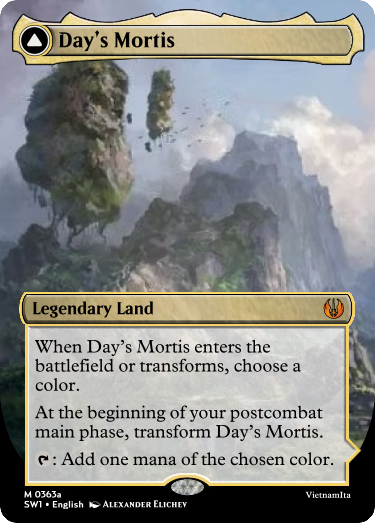 Day's Mortis
Legendary Land
When Day's Mortis enters the
battlefield or transforms, choose a
color.
At the beginning of your postcombat
main phase, transform Day's Mortis.
: Add one mana of the chosen color.
M 0363a
SW1 • English Alexander Elichev
VietnamIta